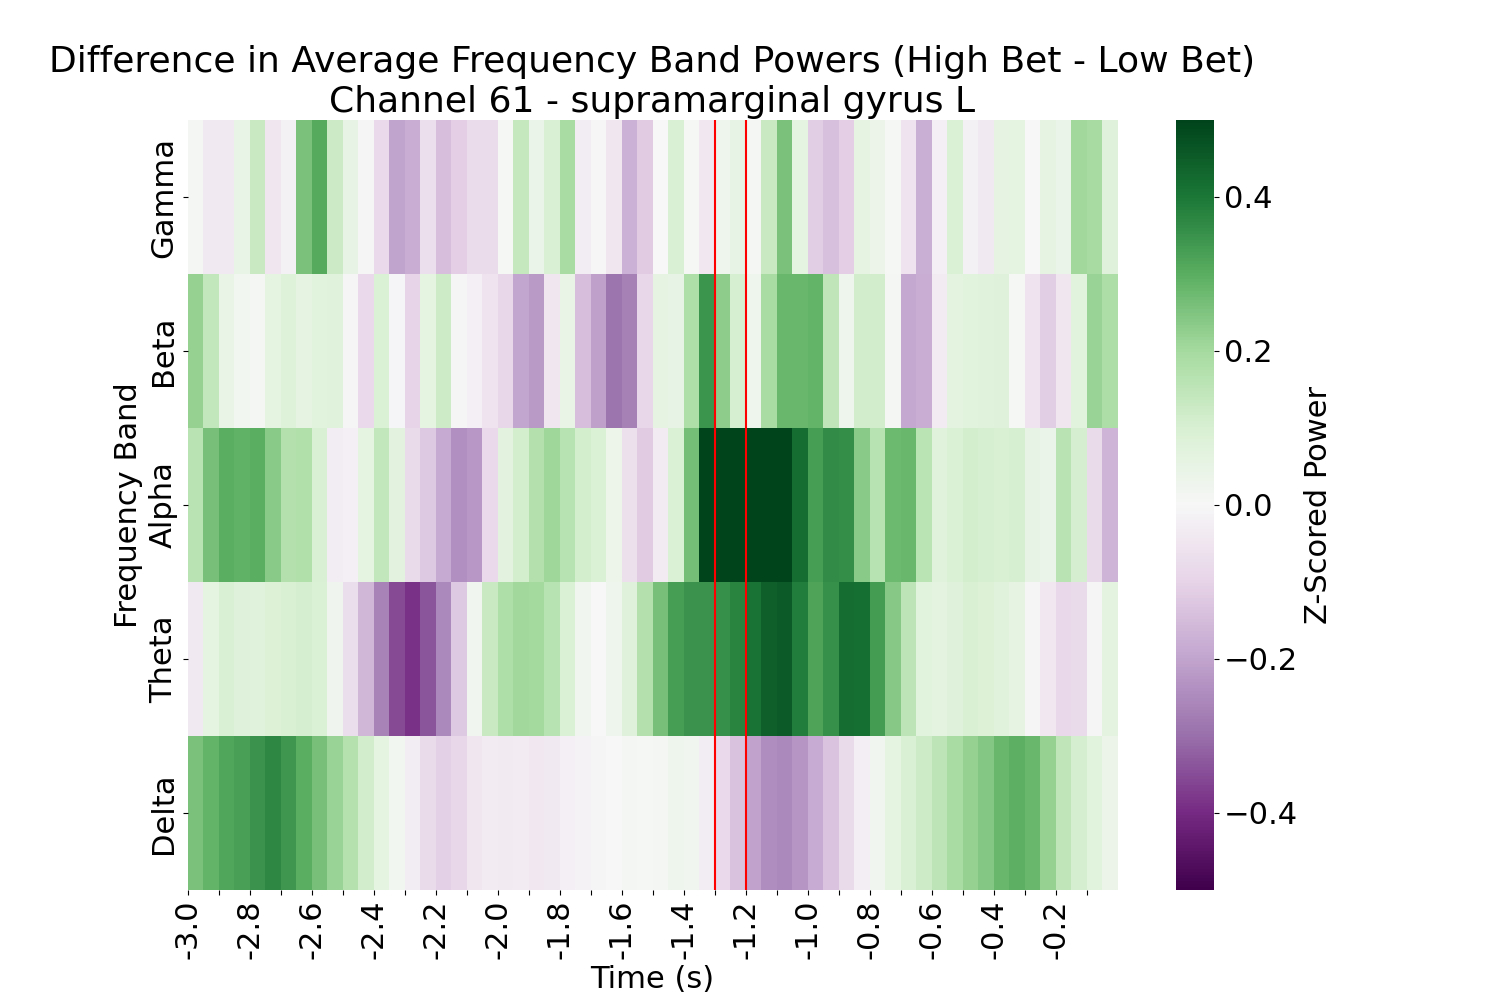 Difference in Average Frequency Band Powers (High Bet - Low Bet)
Channel 61 - supramarginal gyrus L
Frequency Band
Gamma
Beta
Alpha
Theta
Delta
-3.0
-2.8
-2.6
-2.4
-2.2
-2.0
-1.8
-1.6
-1.4
-1.2
-1.0
-0.8
-0.6
-0.4
-0.2
Time (s)
0.4
0.2
0.0
−0.2
−0.4
Z-Scored Power